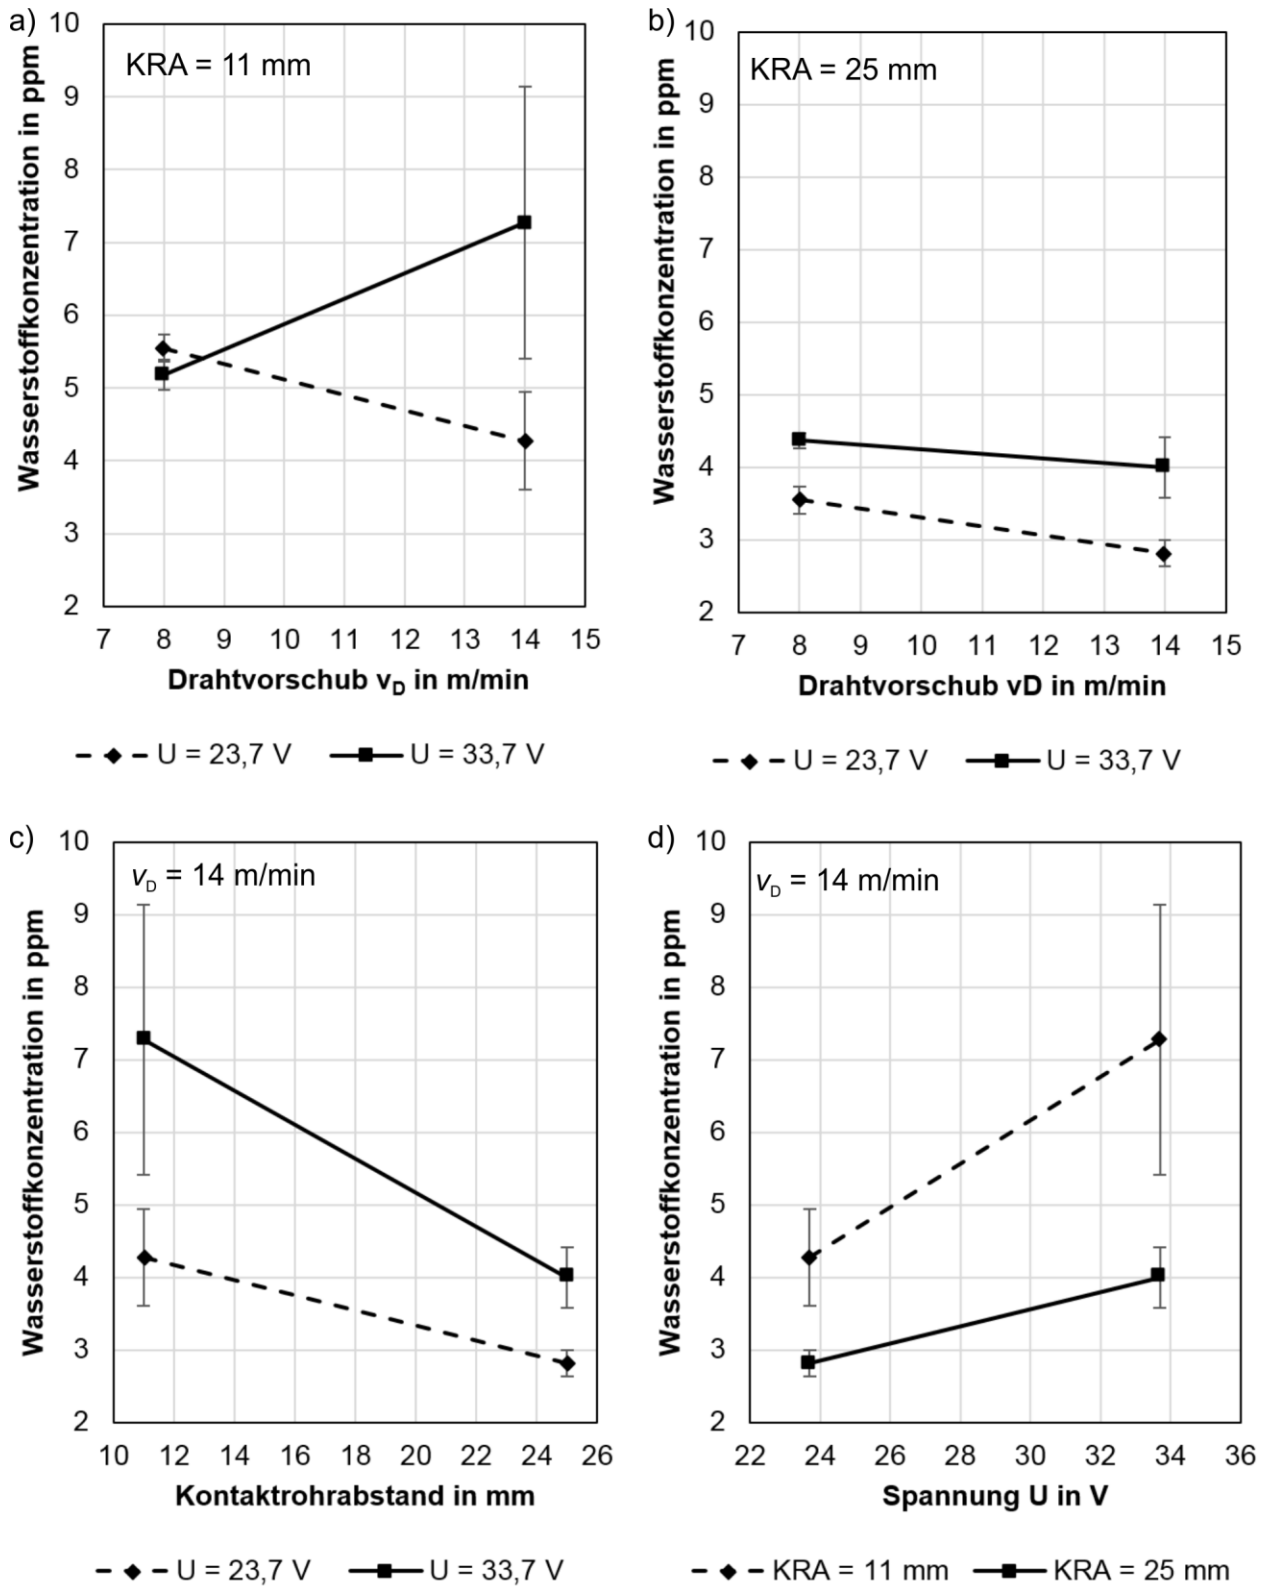 a)
KRA = 11 mm
Wasserstoffkonzentration in ppm
10
9
8
7
6
5
4
3
2
7 8 9 10 11 12 13 14 15
Drahtvorschub vD in m/min
U = 23,7 V U = 33,7 V
b)
KRA = 25 mm
Wasserstoffkonzentration in ppm
10
9
8
7
6
5
4
3
2
7 8 9 10 11 12 13 14 15
Drahtvorschub vD in m/min
U = 23,7 V U = 33,7 V
c)
vD = 14 m/min
Wasserstoffkonzentration in ppm
10
9
8
7
6
5
4
3
2
10 12 14 16 18 20 22 24 26
Kontaktrohrabstand in mm
U = 23,7 V U = 33,7 V
d)
vD = 14 m/min
Wasserstoffkonzentration in ppm
10
9
8
7
6
5
4
3
2
22 24 26 28 30 32 34 36
Spannung U in V
KRA = 11 mm KRA = 25 mm